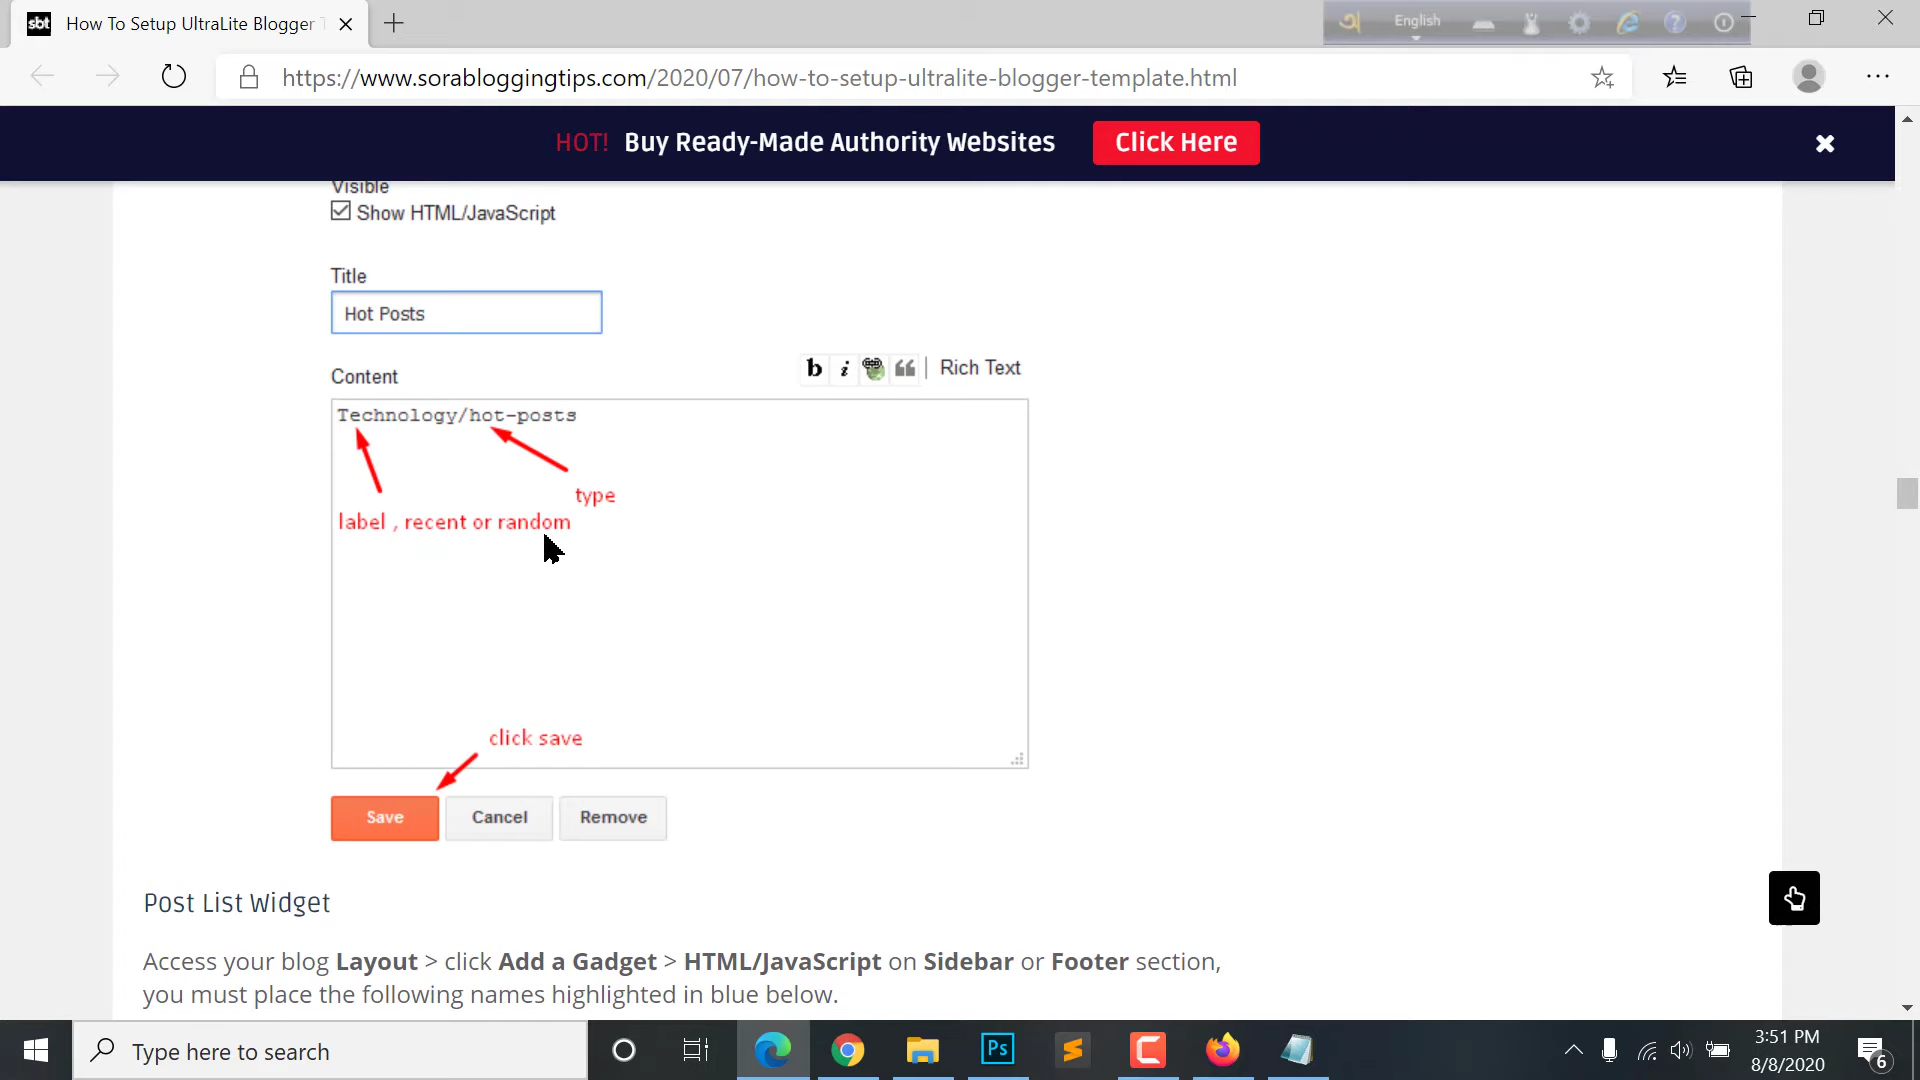 sbt How To Setup UltraLite Blogger T
English
https://www.sorabloggingtips.com/2020/07/how-to-setup-ultralite-blogger-template.html
HOT! Buy Ready-Made Authority Websites Click Here
Visible
Show HTML/JavaScript
Title
Hot Posts
Content b i Rich Text
Technology/hot-posts
type
label , recent or random
click save
Save Cancel Remove
Post List Widget
Access your blog Layout > click Add a Gadget > HTML/JavaScript on Sidebar or Footer section,
you must place the following names highlighted in blue below.
Type here to search
Ps
3:51 PM
8/8/2020
6